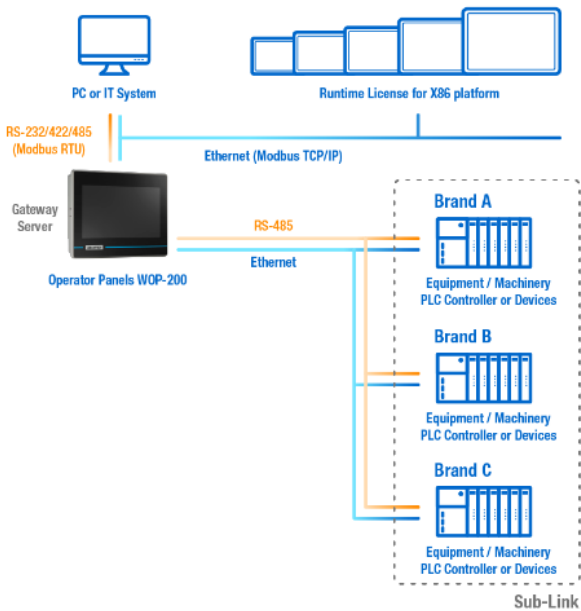 PC or IT System
Runtime License for X86 platform
RS-232/422/485
(Modbus RTU)
Ethernet (Modbus TCP/IP)
Gateway
Server
Operator Panels WOP-200
RS-485
Ethernet
Brand A
Equipment / Machinery
PLC Controller or Devices
Brand B
Equipment / Machinery
PLC Controller or Devices
Brand C
Equipment / Machinery
PLC Controller or Devices
Sub-Link